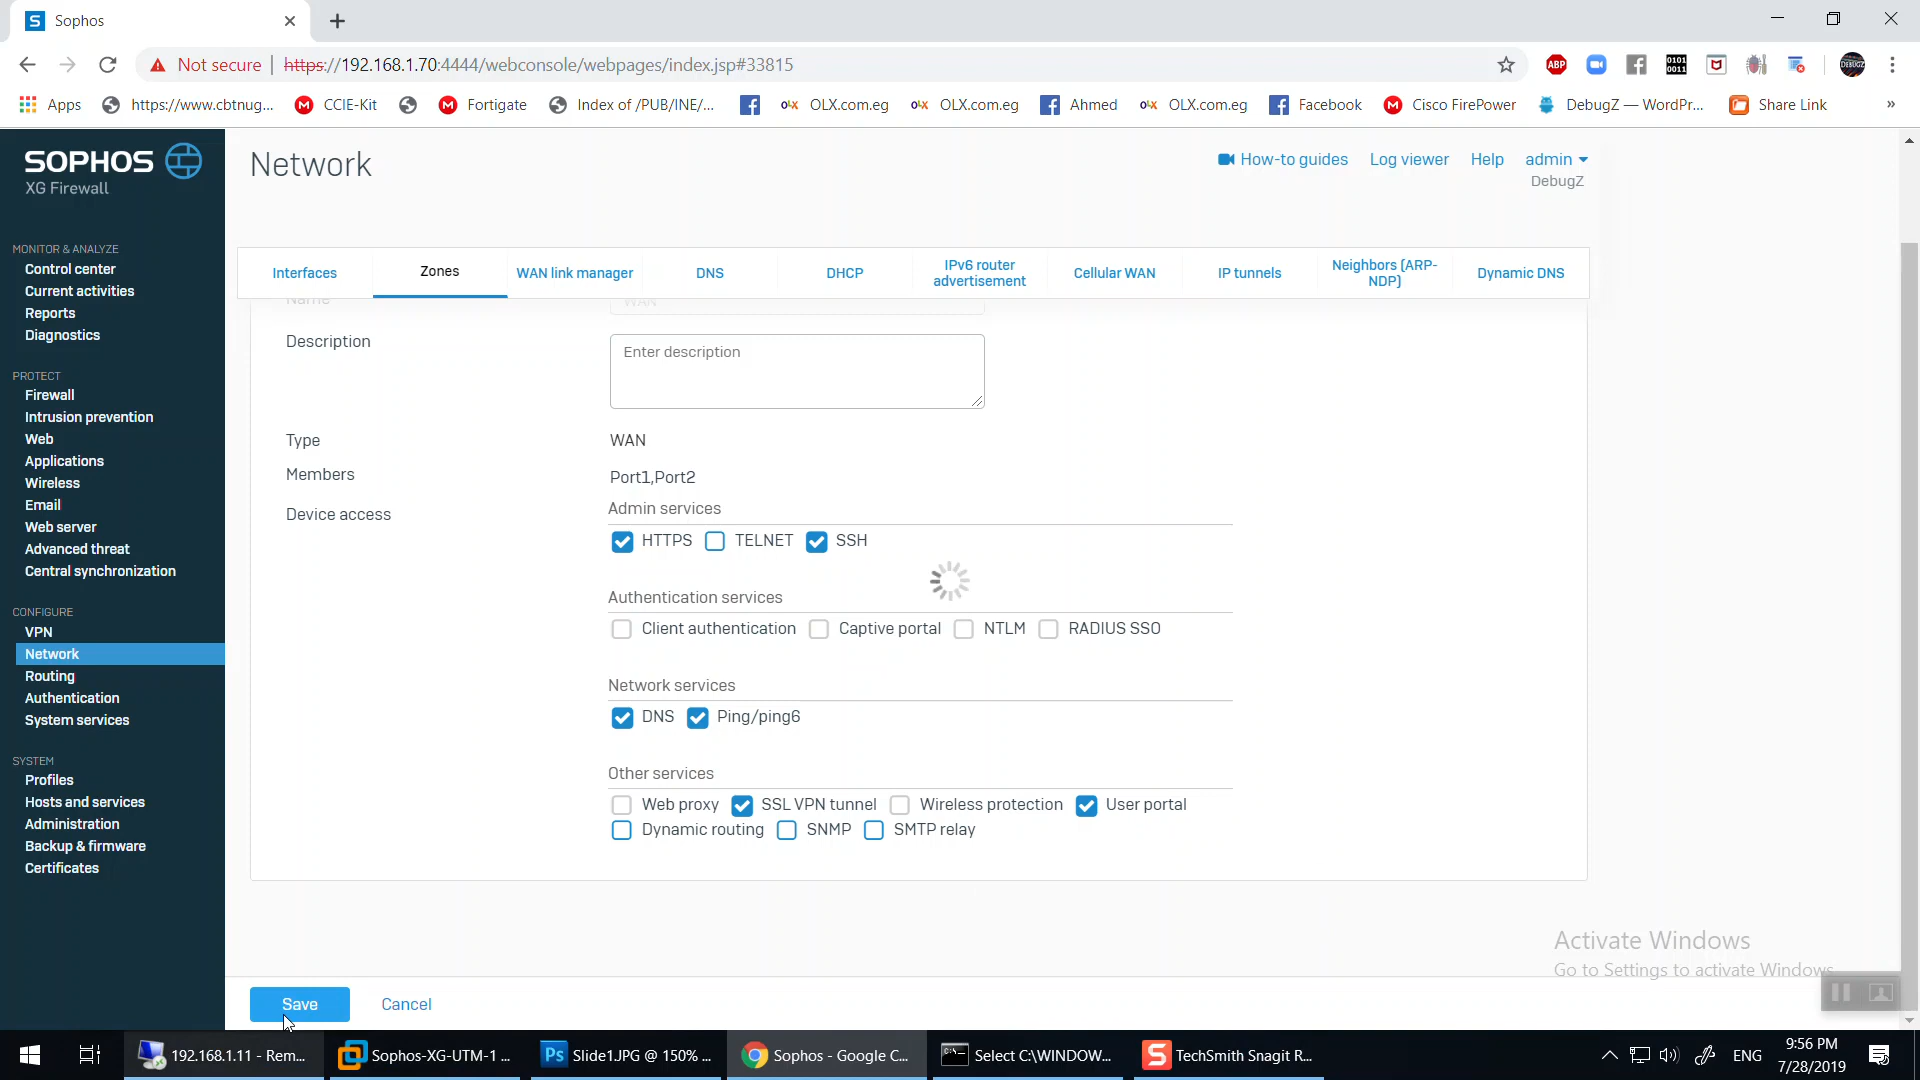 Sophos
Not secure | https://192.168.1.70:4444/webconsole/webpages/index.jsp#33815
ABP
0101
0011
DEBUGZ
Apps
https://www.cbtnug...
CCIE-Kit
Fortigate
Index of /PUB/INE/...
OLX.com.eg
OLX.com.eg
Ahmed
OLX.com.eg
Facebook
Cisco FirePower
DebugZ — WordPr...
Share Link
»
SOPHOS
XG Firewall
Network
How-to guides
Log viewer
Help
admin
DebugZ
MONITOR & ANALYZE
Control center
Current activities
Reports
Diagnostics
PROTECT
Firewall
Intrusion prevention
Web
Applications
Wireless
Email
Web server
Advanced threat
Central synchronization
CONFIGURE
VPN
Network
Routing
Authentication
System services
SYSTEM
Profiles
Hosts and services
Administration
Backup & firmware
Certificates
Interfaces
Zones
WAN link manager
DNS
DHCP
IPv6 router
advertisement
Cellular WAN
IP tunnels
Neighbors (ARP-
NDP)
Dynamic DNS
Name
WAN
Description
Enter description
Type
WAN
Members
Port1,Port2
Device access
Admin services
HTTPS TELNET SSH
Authentication services
Client authentication Captive portal NTLM RADIUS SSO
Network services
DNS Ping/ping6
Other services
Web proxy SSL VPN tunnel Wireless protection User portal
Dynamic routing SNMP SMTP relay
Activate Windows
Go to Settings to activate Windows.
Save
Cancel
192.168.1.11 - Rem...
Sophos-XG-UTM-1 ...
Ps
Slide1.JPG @ 150% ...
Sophos - Google C...
Select C:\WINDOW...
TechSmith Snagit R...
ENG
9:56 PM
7/28/2019